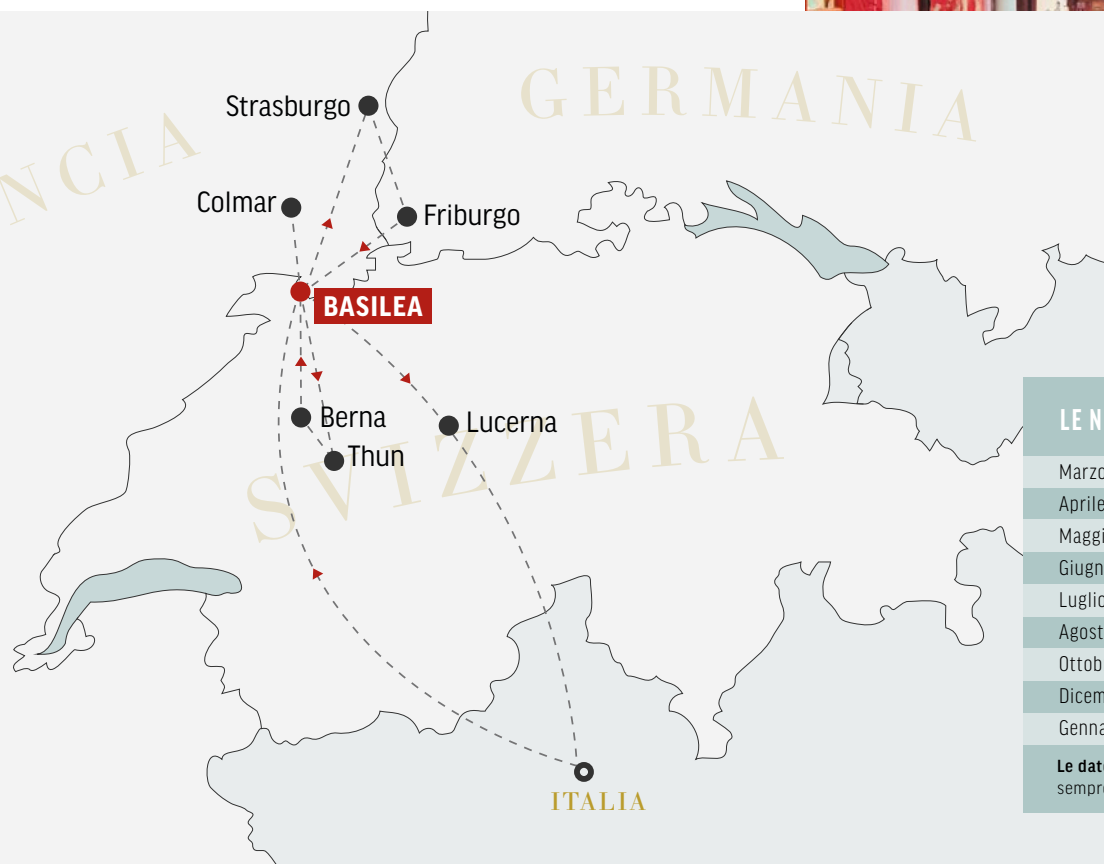 GERMANIA
Strasburgo
NCIA
Colmar
Friburgo
BASILEA
Berna
Lucerna
Thun
SVIZZERA
ITALIA
LE N
Marzo
Aprile
Maggi
Giugn
Luglio
Agost
Ottob
Dicem
Genna
Le dat
sempre